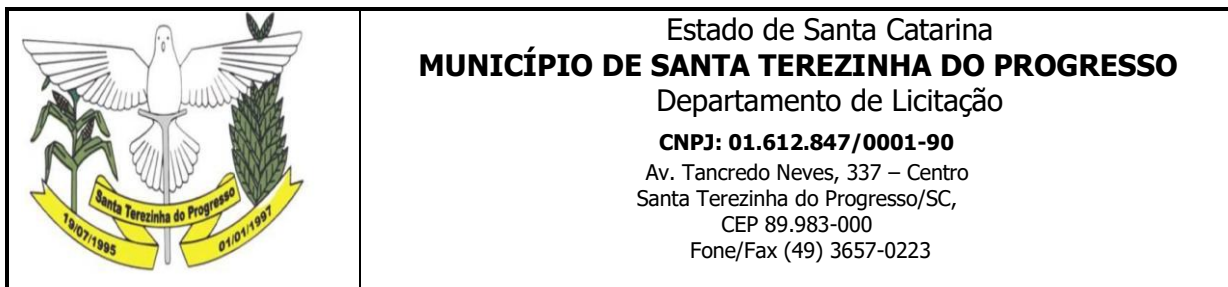 Santa Terezinha do Progresso
19/07/1995
01/01/1997
Estado de Santa Catarina
MUNICÍPIO DE SANTA TEREZINHA DO PROGRESSO
Departamento de Licitação
CNPJ: 01.612.847/0001-90
Av. Tancredo Neves, 337 – Centro
Santa Terezinha do Progresso/SC,
CEP 89.983-000
Fone/Fax (49) 3657-0223